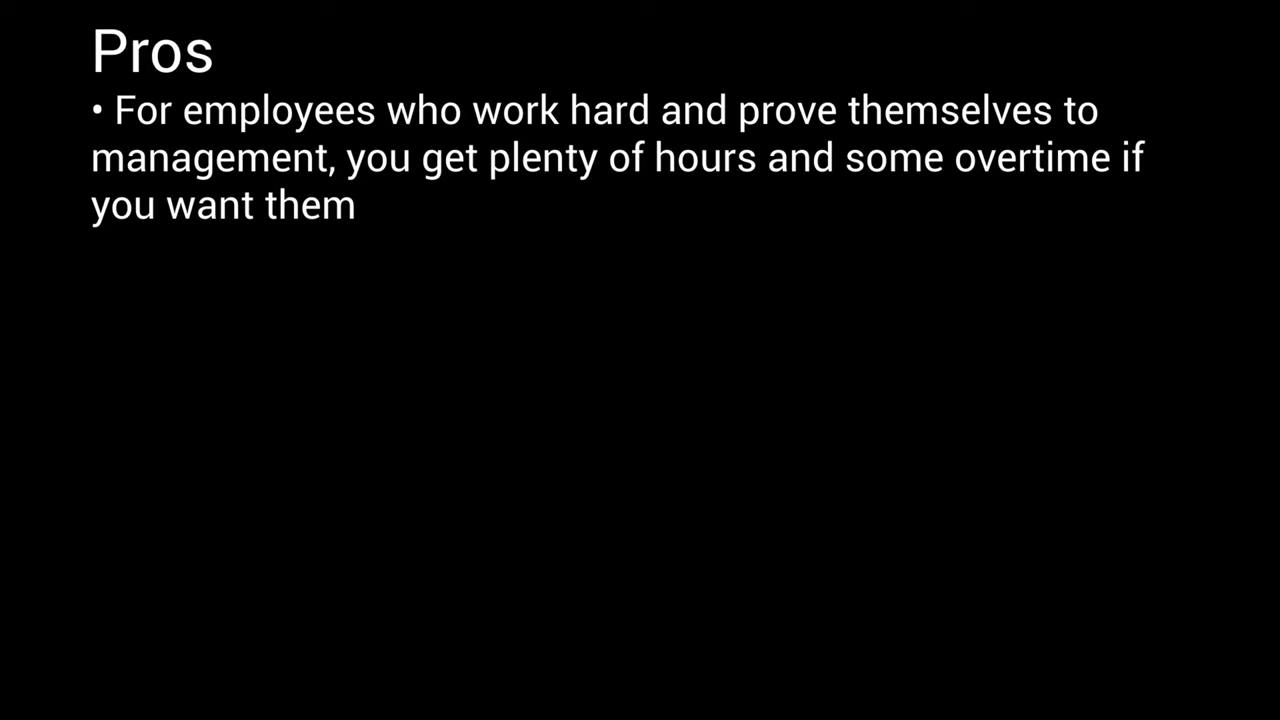 Pros
• For employees who work hard and prove themselves to
management, you get plenty of hours and some overtime if
you want them